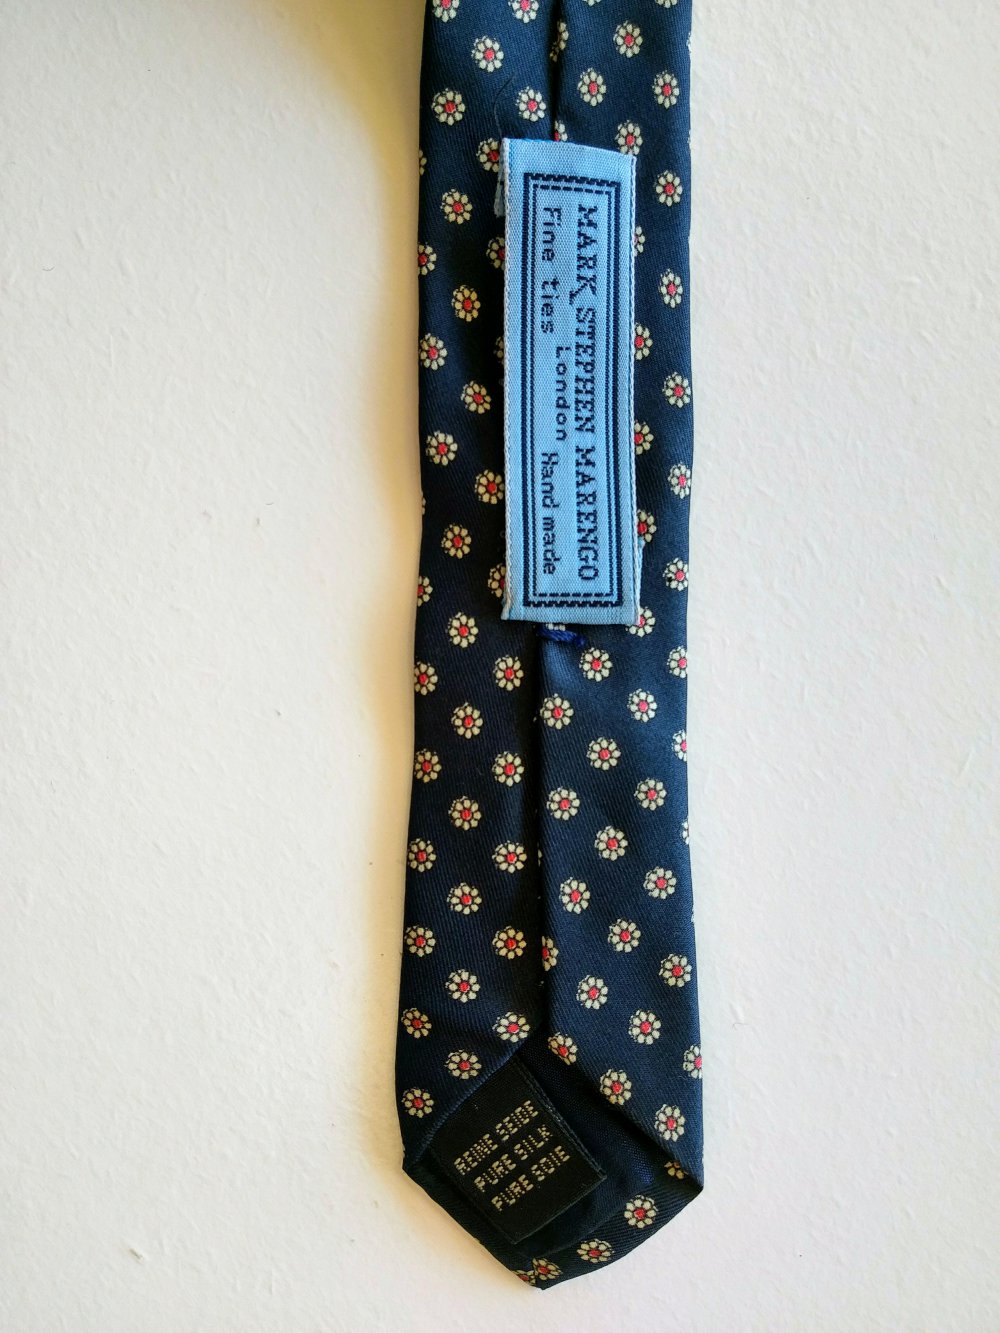 MARK STEPHEN MARENGO
Fine ties London Hand made
REINE SEIDE
PURE SILK
PURE SOIE